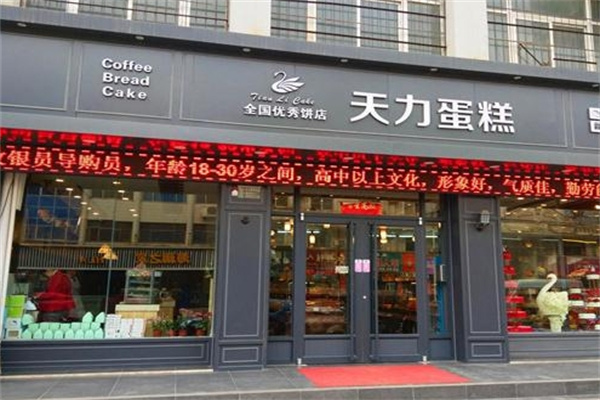 Coffee
Bread
Cake
Tian Li Cake
全国优秀饼店
天力蛋糕
银员导购员，年龄18-30岁之间，高中以上文化，形象好，气质佳，勤劳